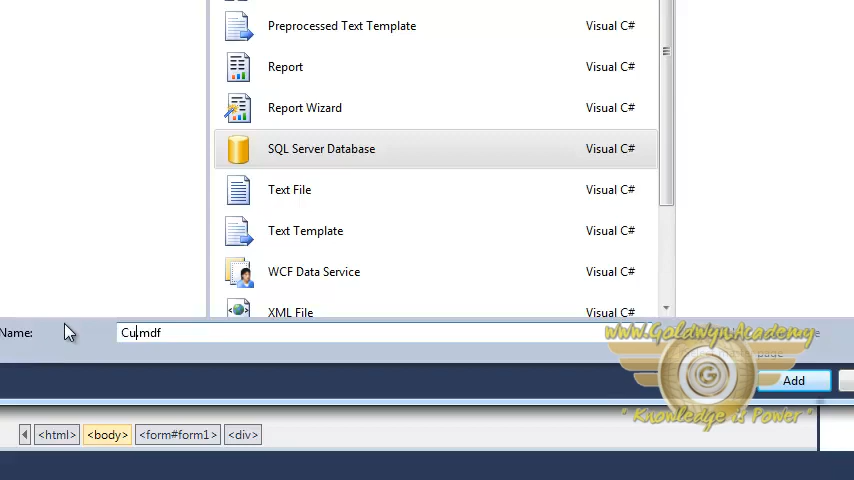 Preprocessed Text Template Visual C#
Report Visual C#
Report Wizard Visual C#
SQL Server Database Visual C#
Text File Visual C#
Text Template Visual C#
WCF Data Service Visual C#
XML File Visual C#
Name: Cu.mdf
www.GoldwynAcademy
page
G
Add
" Knowledge is Power "
<html> <body> <form#form1> <div>